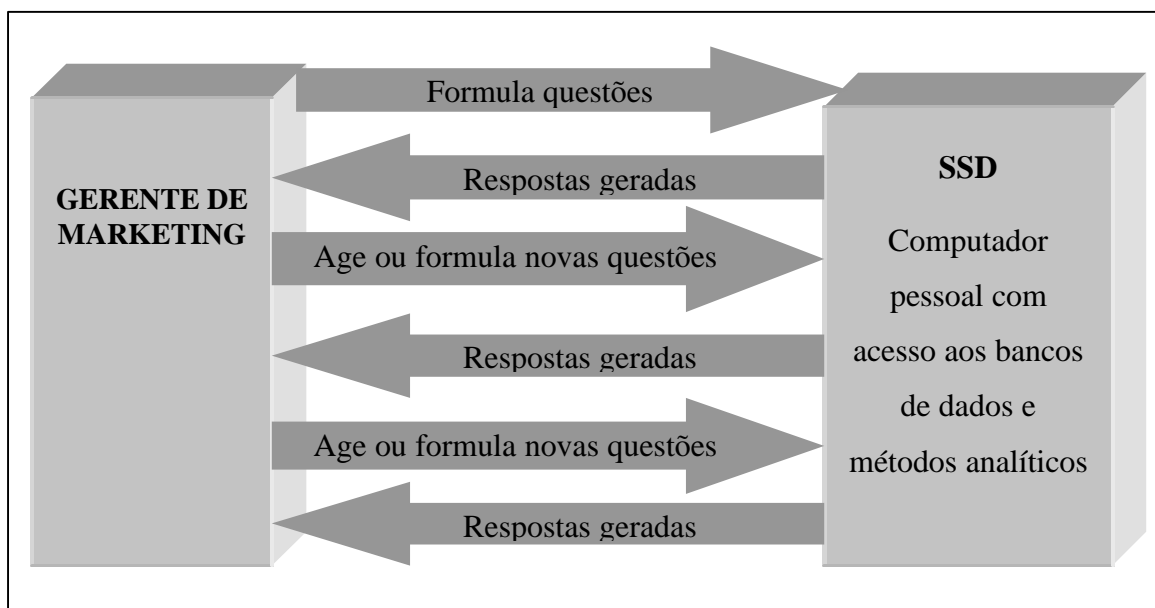 GERENTE DE
MARKETING
Formula questões
Respostas geradas
Age ou formula novas questões
Respostas geradas
Age ou formula novas questões
Respostas geradas
SSD
Computador
pessoal com
acesso aos bancos
de dados e
métodos analíticos